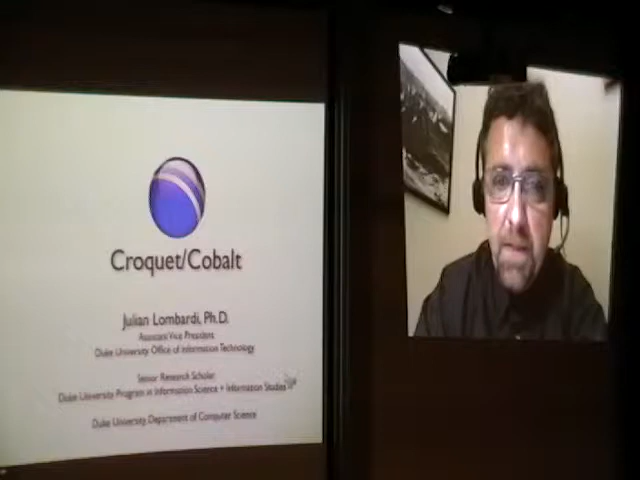 Croquet/Cobalt
Julian Lombardi, Ph.D.
Assistant Vice President
Duke University Office of Information Technology
Senior Research Scholar
Duke University Program in Information Science + Information Studies
Duke University Department of Computer Science